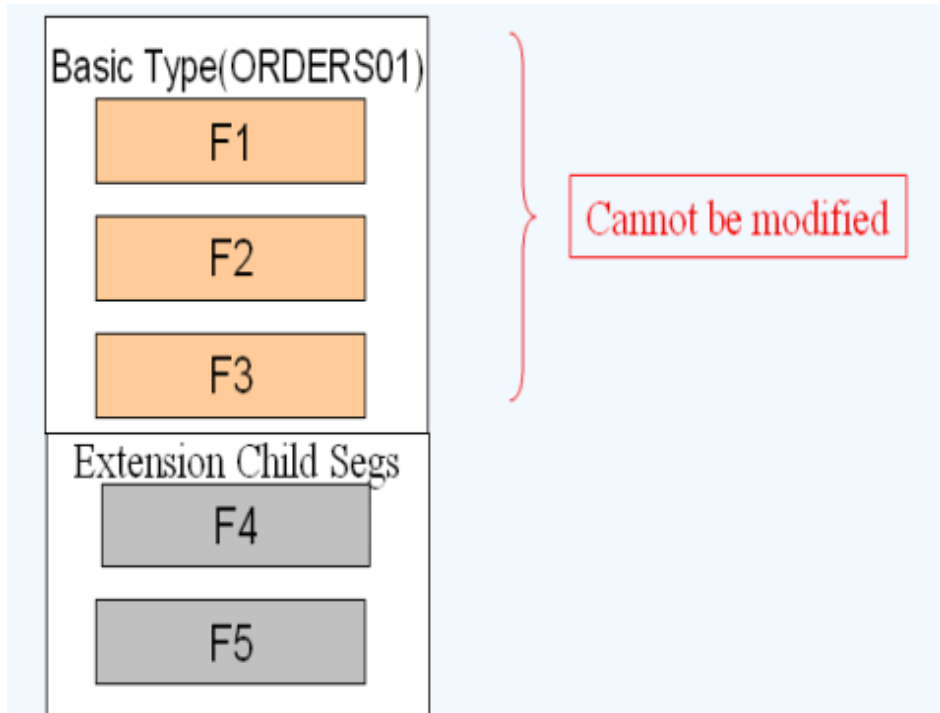 Basic Type(ORDERS01)
F1
F2
F3
Cannot be modified
Extension Child Segs
F4
F5